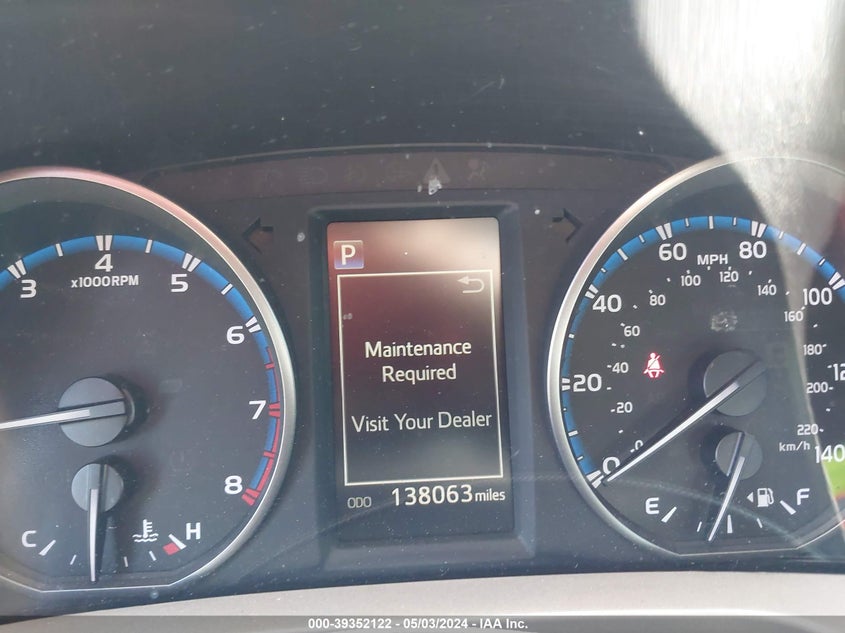 3 4 5 6 7 8
x1000RPM
C H
P
Maintenance
Required
Visit Your Dealer
ODO 138063 miles
0 20 40 60 80 100 140
MPH
0 20 40 60 80 100 120 140 160 180 200 220
km/h
E F
000-39352122 - 05/03/2024 - IAA Inc.